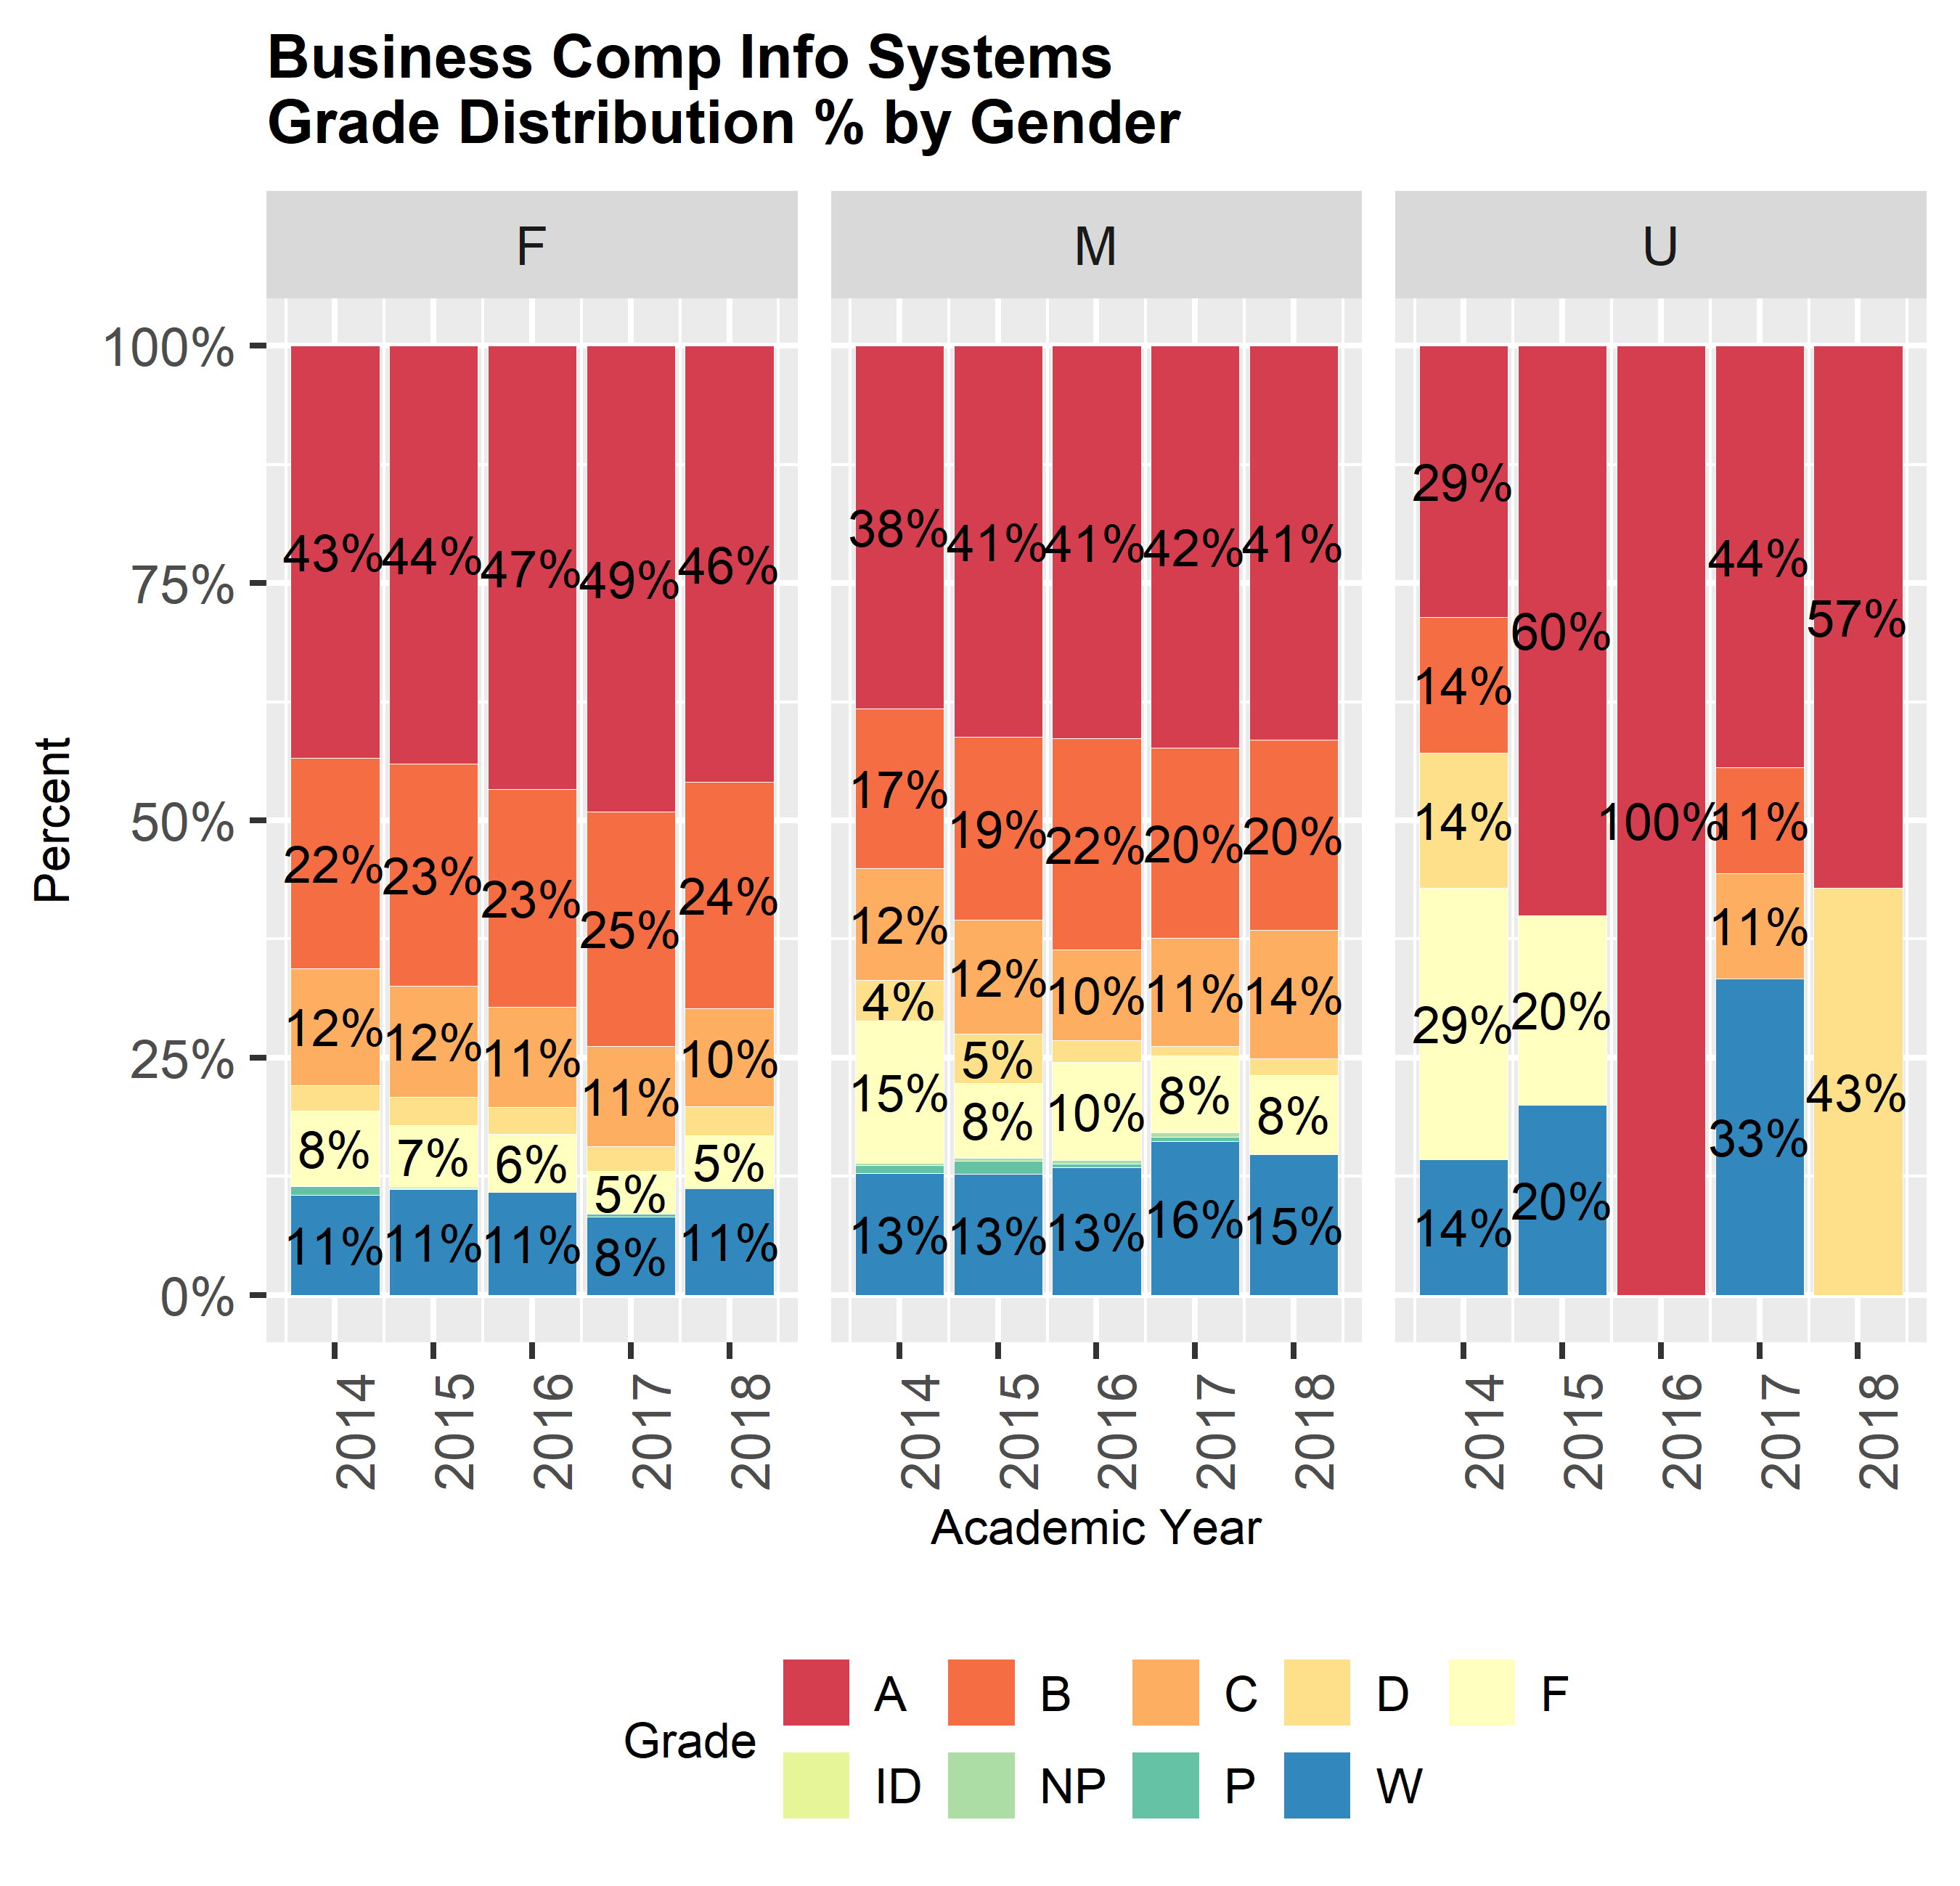 Business Comp Info Systems
Grade Distribution % by Gender
F M U
100%
75%
50%
25%
0%
Percent
43% 44% 47% 49% 46%
22% 23% 23% 25% 24%
12% 12% 11% 11% 10%
8% 7% 6% 5% 5%
11% 11% 11% 8% 11%
38% 41% 41% 42% 41%
17% 19% 22% 20% 20%
12% 12% 10% 11% 14%
4% 5%
15% 8% 10% 8% 8%
13% 13% 13% 16% 15%
29% 60% 100% 44% 57%
14% 11%
11%
14% 43%
29% 20%
14% 20% 33%
2014 2015 2016 2017 2018 2014 2015 2016 2017 2018 2014 2015 2016 2017 2018
Academic Year
Grade
A B C D F
ID NP P W